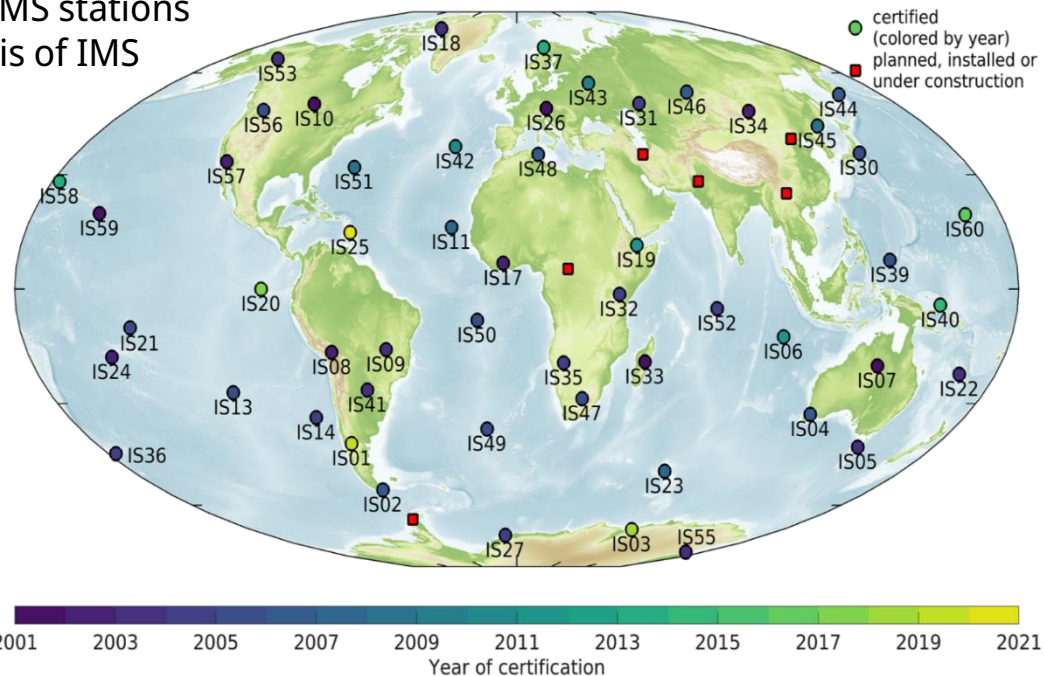 MS stations
is of IMS
certified
(colored by year)
planned, installed or
under construction
IS18
IS37
IS53
IS43
IS46
IS44
IS56
IS10
IS26
IS31
IS34
IS45
IS42
IS48
IS30
IS57
IS51
IS58
IS59
IS25
IS11
IS19
IS60
IS17
IS39
IS20
IS32
IS52
IS40
IS21
IS50
IS06
IS24
IS08
IS09
IS35
IS33
IS07
IS22
IS13
IS41
IS47
IS14
IS49
IS04
IS01
IS36
IS05
IS23
IS02
IS27
IS03
IS55
2001 2003 2005 2007 2009 2011 2013 2015 2017 2019 2021
Year of certification